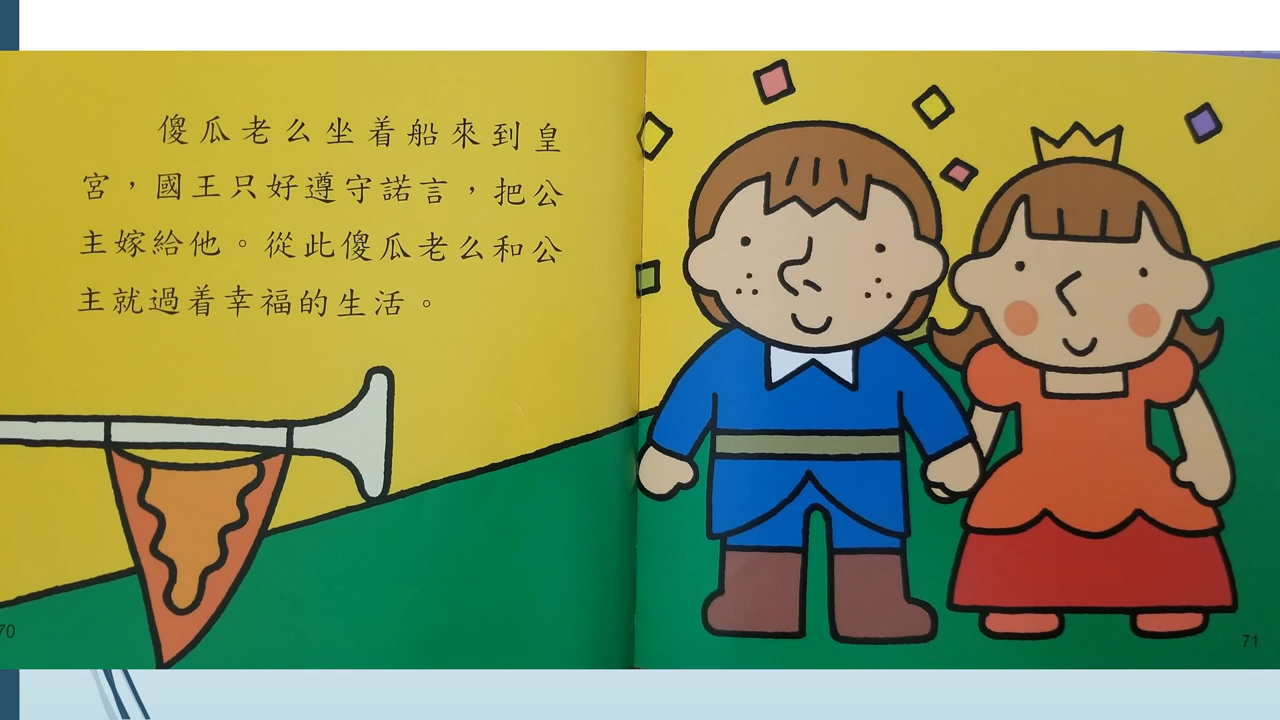 傻瓜老么坐着船來到皇
宮，國王只好遵守諾言，把公
主嫁給他。從此傻瓜老么和公
主就過着幸福的生活。
70
71